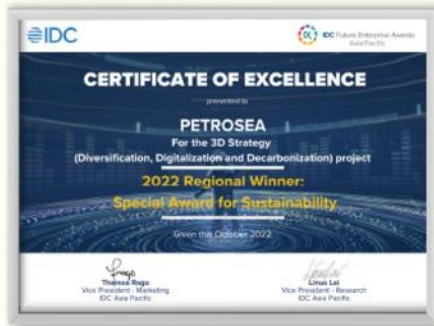 IDC
IDC Future Enterprise Awards
Asia/Pacific
CERTIFICATE OF EXCELLENCE
presented to
PETROSEA
For the 3D Strategy
(Diversification, Digitalization and Decarbonization) project
2022 Regional Winner:
Special Award for Sustainability
Given this October 2022
Theresa Rago
Vice President - Marketing
IDC Asia Pacific
Linus Lai
Vice President - Research
IDC Asia Pacific